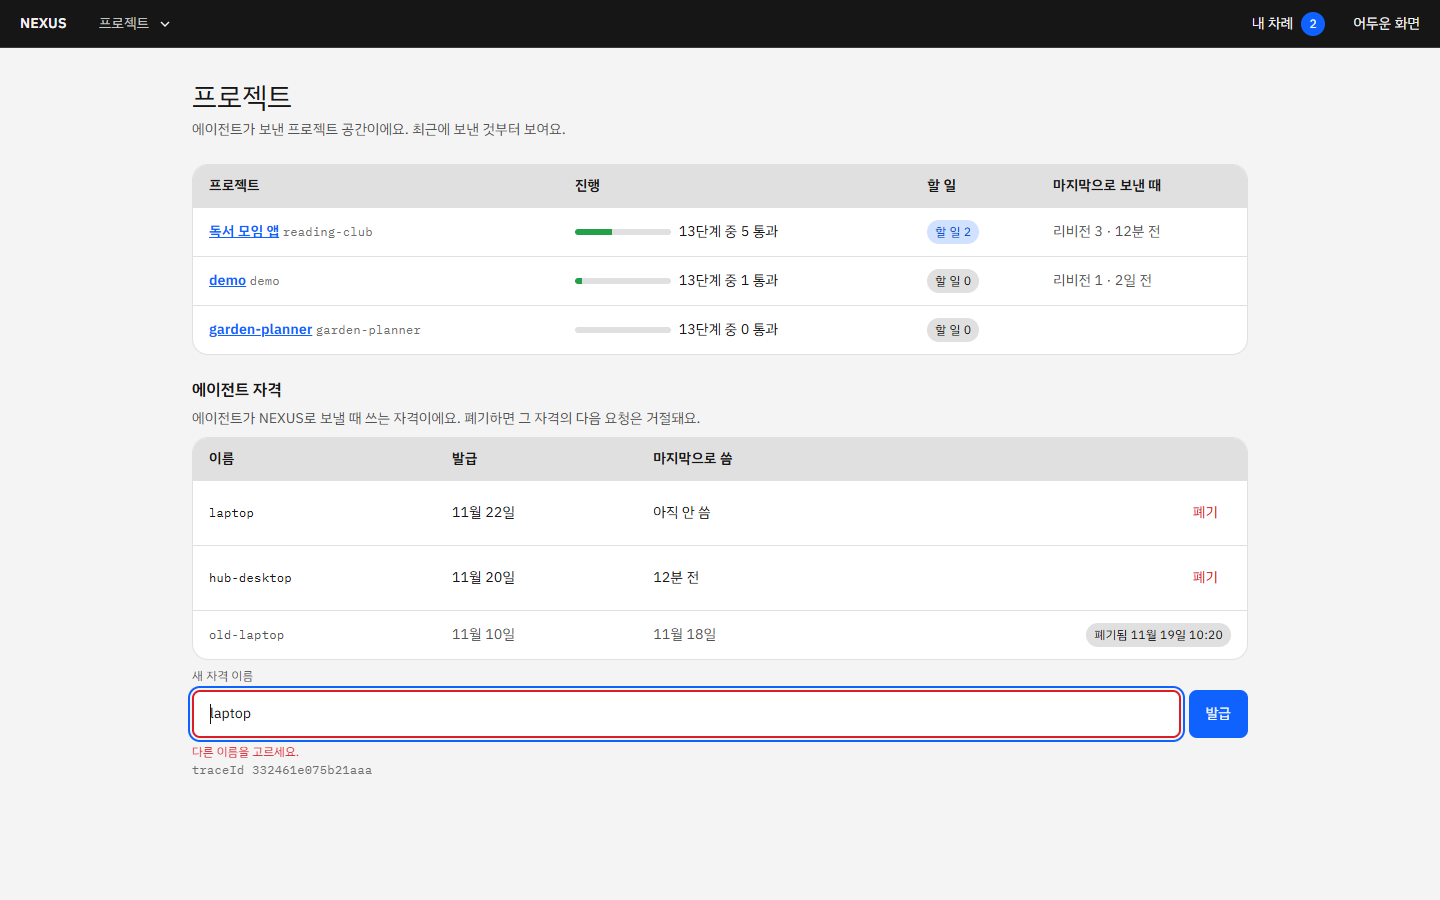 NEXUS 프로젝트 내 차례 2 어두운 화면
프로젝트
에이전트가 보낸 프로젝트 공간이에요. 최근에 보낸 것부터 보여요.
프로젝트 진행 할 일 마지막으로 보낸 때
독서 모임 앱 reading-club 13단계 중 5 통과 할 일 2 리비전 3 · 12분 전
demo demo 13단계 중 1 통과 할 일 0 리비전 1 · 2일 전
garden-planner garden-planner 13단계 중 0 통과 할 일 0
에이전트 자격
에이전트가 NEXUS로 보낼 때 쓰는 자격이에요. 폐기하면 그 자격의 다음 요청은 거절돼요.
이름 발급 마지막으로 씀
laptop 11월 22일 아직 안 씀 폐기
hub-desktop 11월 20일 12분 전 폐기
old-laptop 11월 10일 11월 18일 폐기됨 11월 19일 10:20
새 자격 이름
laptop 발급
다른 이름을 고르세요.
traceId 332461e075b21aaa